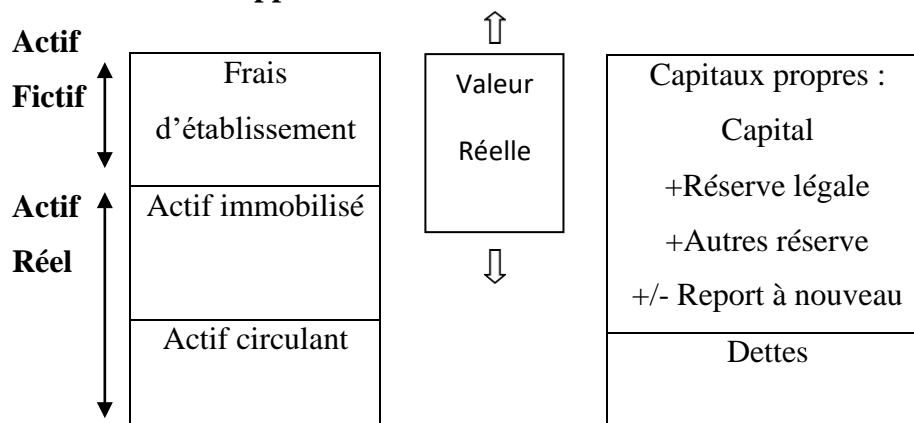 Actif
Fictif
Actif
Réel
Frais
d'établissement
Actif immobilisé
Actif circulant
Valeur
Réelle
Capitaux propres :
Capital
+Réserve légale
+Autres réserve
+/- Report à nouveau
Dettes